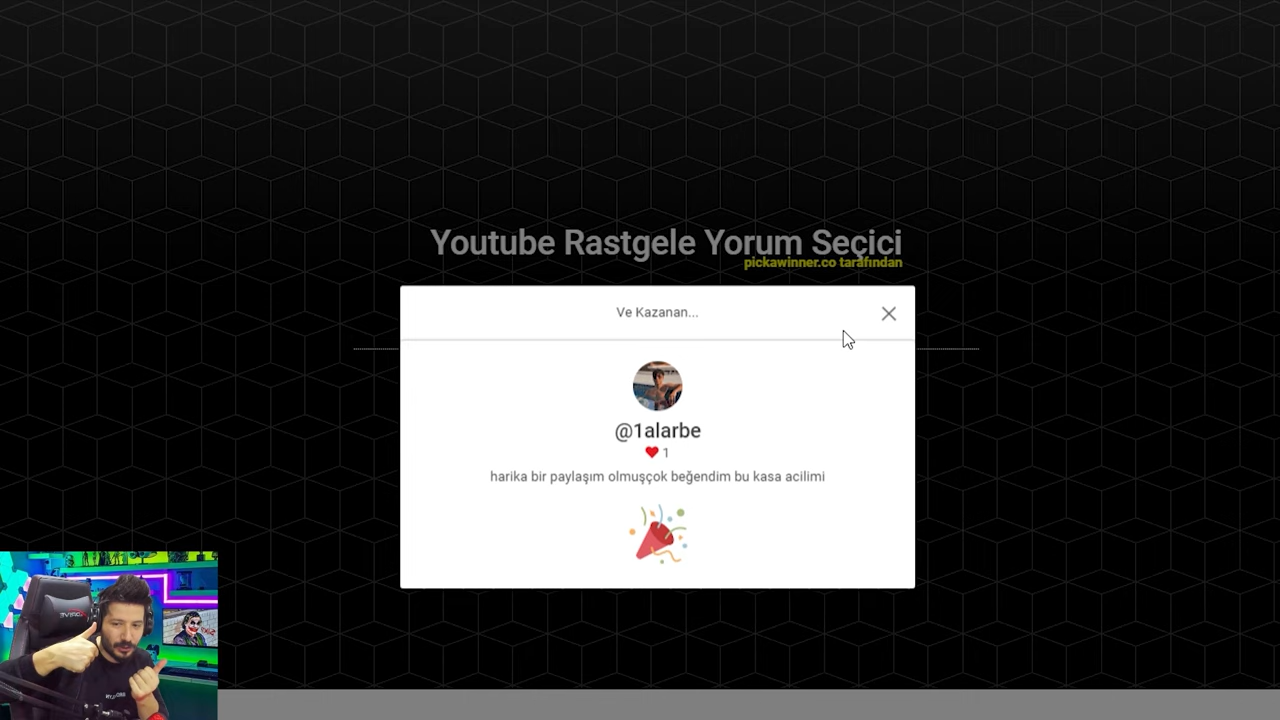 Youtube Rastgele Yorum Seçici
pickawinner.co tarafından
Ve Kazanan...
@1alarbe
1
harika bir paylaşım olmuşçok beğendim bu kasa acilimi